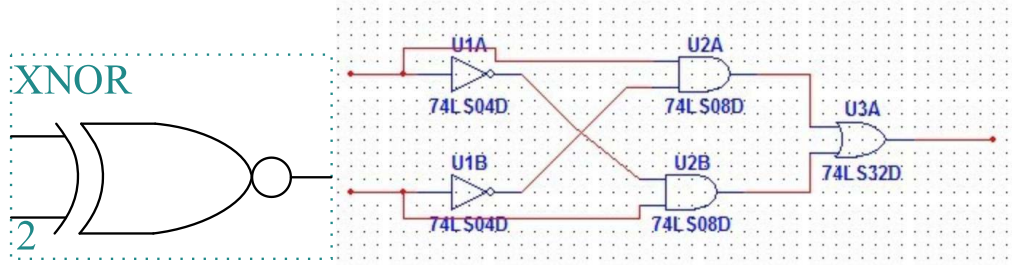 XNOR
2
U1A
74LS04D
U1B
74LS04D
U2A
74LS08D
U2B
74LS08D
U3A
74LS32D